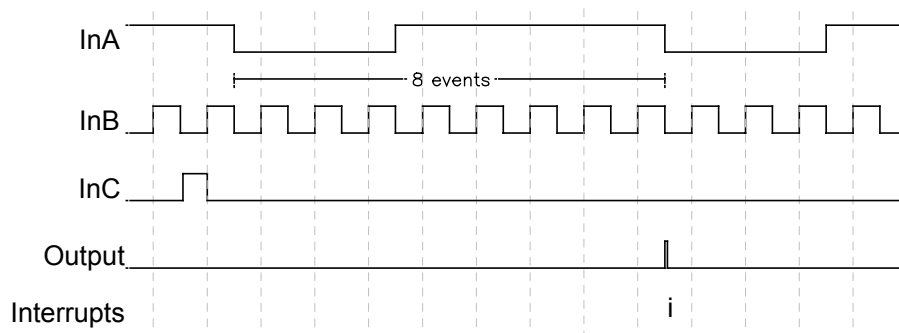 InA
8 events
InB
InC
Output
Interrupts i